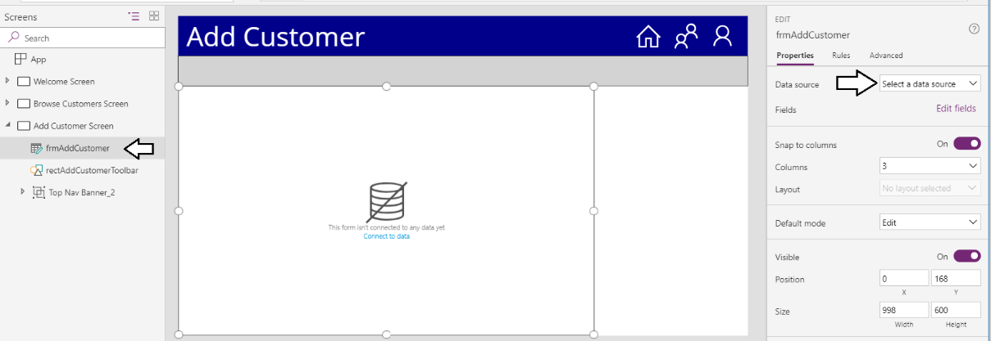 Screens
Search
App
Welcome Screen
Browse Customers Screen
Add Customer Screen
frmAddCustomer
rectAddCustomerToolbar
Top Nav Banner_2
Add Customer
This form isn't connected to any data yet
Connect to data
EDIT
frmAddCustomer
Properties Rules Advanced
Data source Select a data source
Fields Edit fields
Snap to columns On
Columns 3
Layout No layout selected
Default mode Edit
Visible On
Position 0 168
X Y
Size 998 600
Width Height